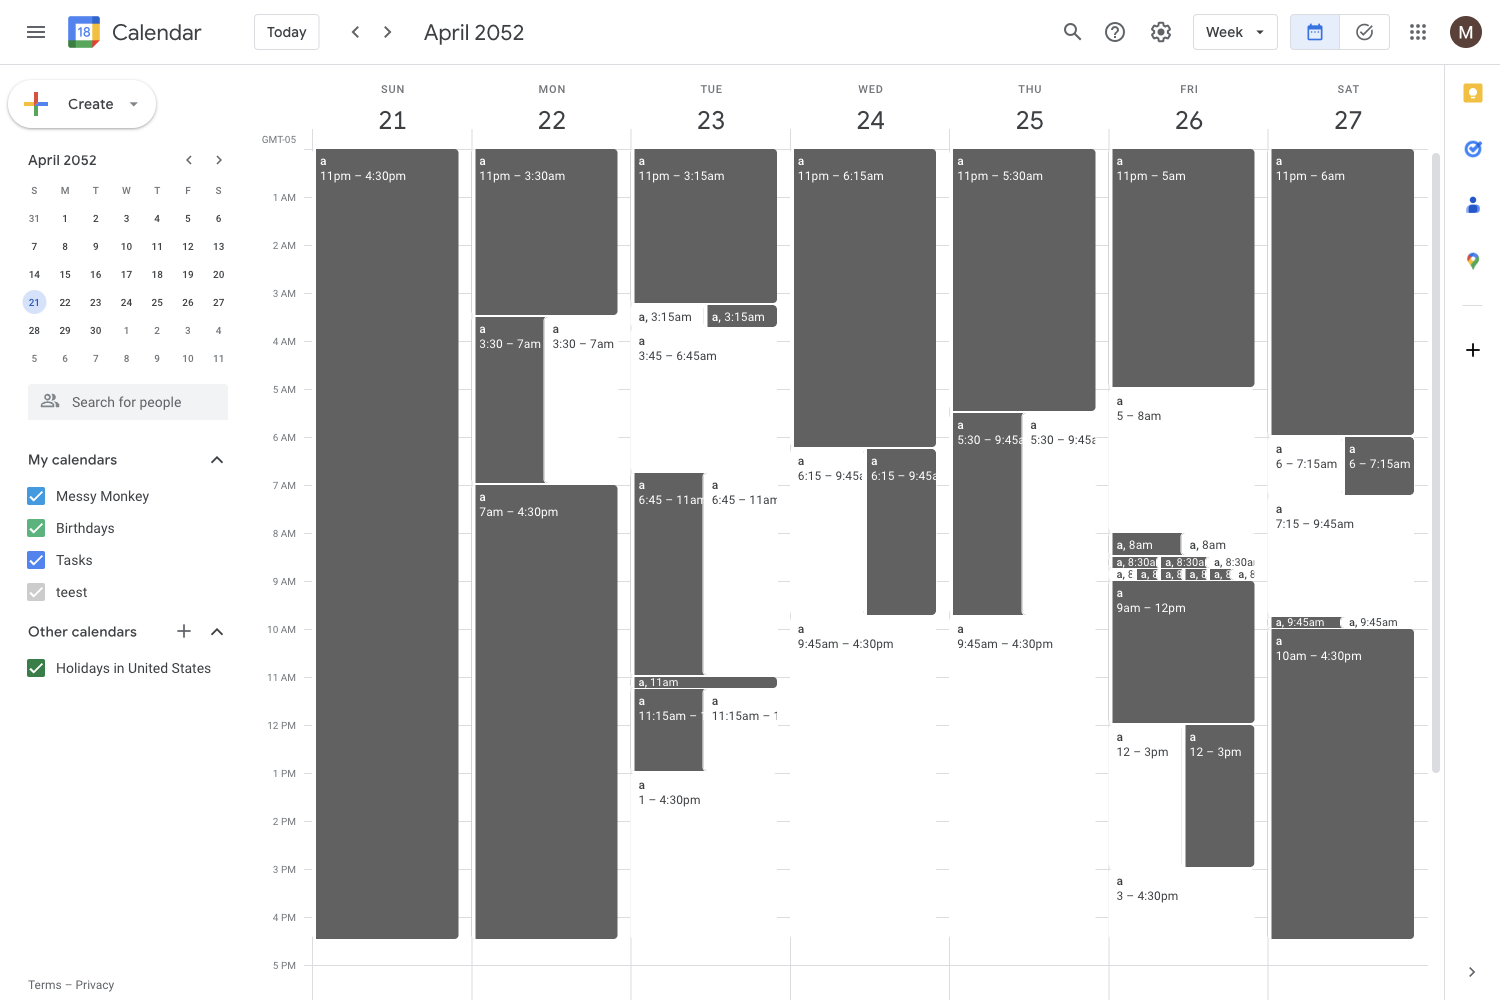 18 Calendar Today April 2052 Week M
Create
April 2052
S M T W T F S
31 1 2 3 4 5 6
7 8 9 10 11 12 13
14 15 16 17 18 19 20
21 22 23 24 25 26 27
28 29 30 1 2 3 4
5 6 7 8 9 10 11
Search for people
My calendars
Messy Monkey
Birthdays
Tasks
teest
Other calendars
Holidays in United States
Terms – Privacy
SUN MON TUE WED THU FRI SAT
21 22 23 24 25 26 27
GMT-05
1 AM
2 AM
3 AM
4 AM
5 AM
6 AM
7 AM
8 AM
9 AM
10 AM
11 AM
12 PM
1 PM
2 PM
3 PM
4 PM
5 PM
a
11pm – 4:30pm
a
11pm – 3:30am
a
3:30 – 7am
a
3:30 – 7am
a
7am – 4:30pm
a
11pm – 3:15am
a, 3:15am
a, 3:15am
a
3:45 – 6:45am
a
6:45 – 11am
a
6:45 – 11am
a, 11am
a
11:15am – 1
a
11:15am – 1
a
1 – 4:30pm
a
11pm – 6:15am
a
6:15 – 9:45a
a
6:15 – 9:45a
a
9:45am – 4:30pm
a
11pm – 5:30am
a
5:30 – 9:45a
a
5:30 – 9:45a
a
9:45am – 4:30pm
a
11pm – 5am
a
5 – 8am
a, 8am
a, 8am
a, 8:30a
a, 8:30a
a, 8:30a
a, 8
a, 8
a, 8
a, 8
a, 8
a, 8
a
9am – 12pm
a
12 – 3pm
a
12 – 3pm
a
3 – 4:30pm
a
11pm – 6am
a
6 – 7:15am
a
6 – 7:15am
a
7:15 – 9:45am
a, 9:45am
a, 9:45am
a
10am – 4:30pm